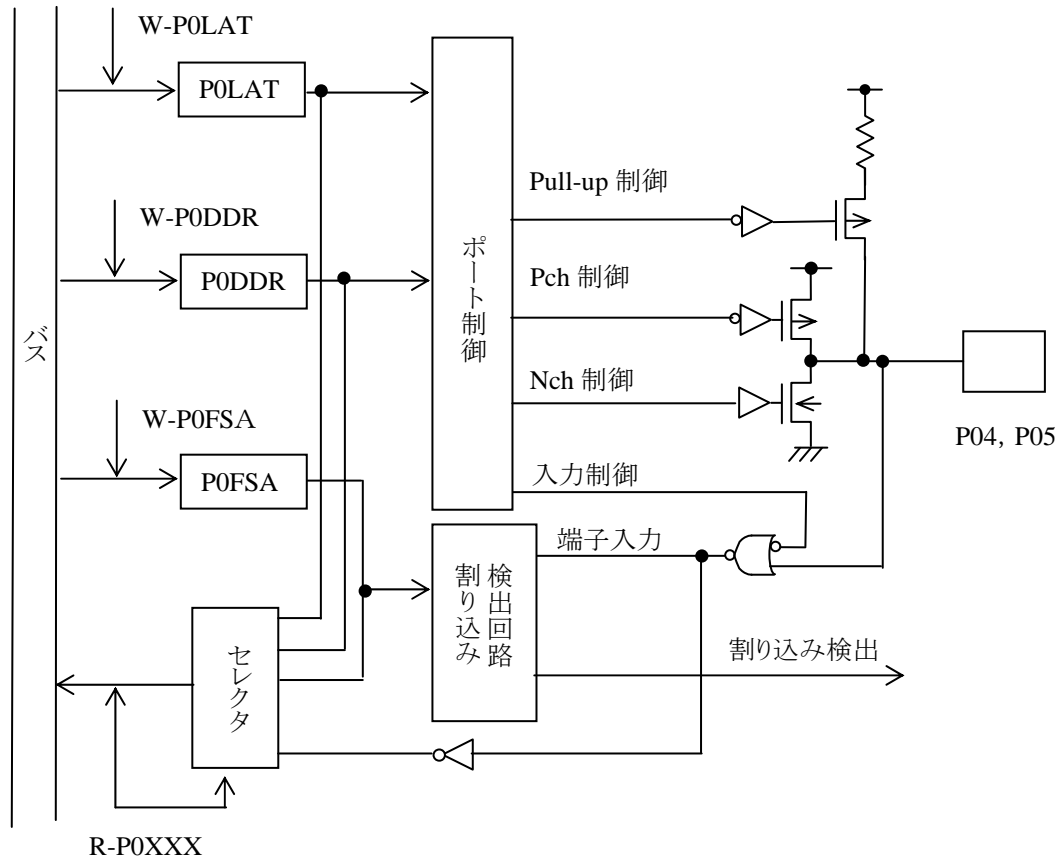 W-P0LAT
P0LAT
Pull-up 制御
W-P0DDR
P0DDR
ポート制御
Pch 制御
バス
Nch 制御
W-P0FSA
P04, P05
P0FSA
入力制御
端子入力
割り込み
検出回路
セレクタ
割り込み検出
R-P0XXX